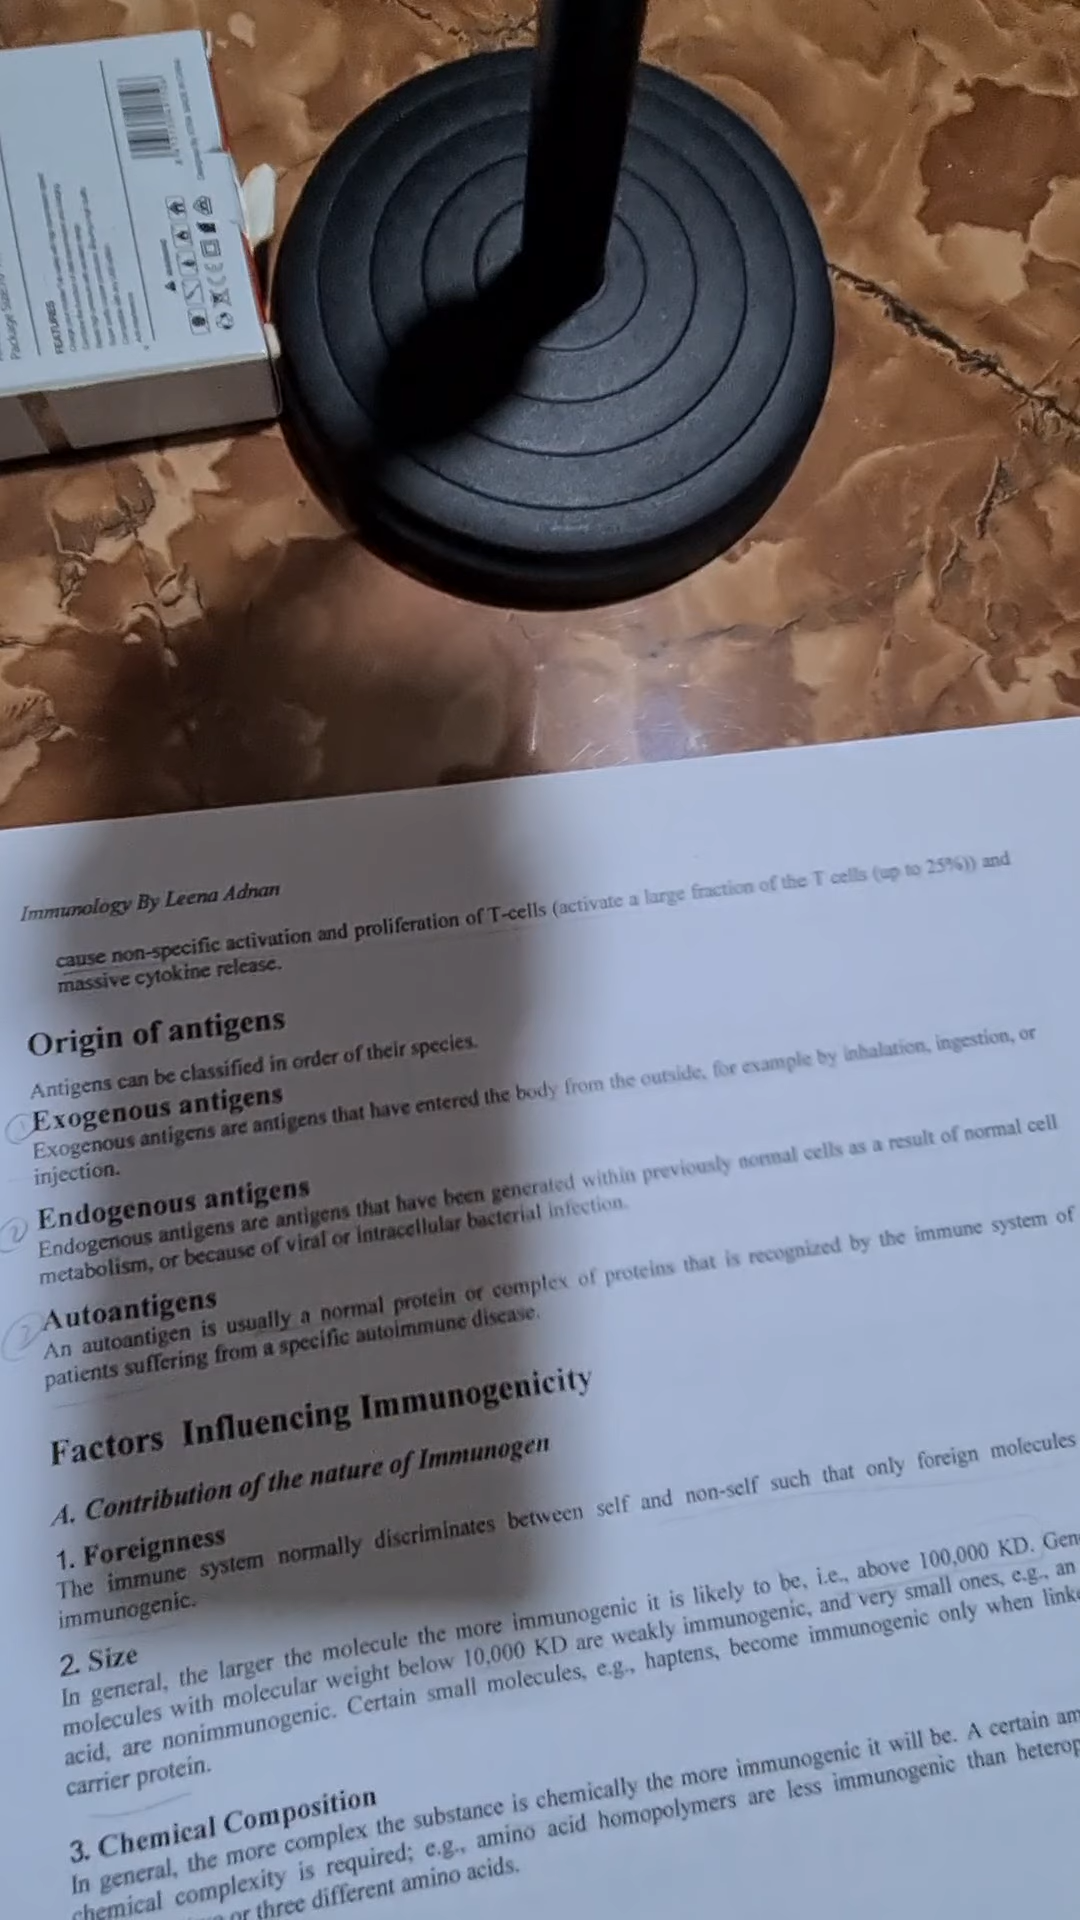 Package
FEATURES
Immunology By Leena Adnan
cause non-specific activation and proliferation of T-cells (activate a large fraction of the T cells (up to 25%)) and
massive cytokine release.
Origin of antigens
Antigens can be classified in order of their species.
1 Exogenous antigens
Exogenous antigens are antigens that have entered the body from the outside, for example by inhalation, ingestion, or
injection.
2 Endogenous antigens
Endogenous antigens are antigens that have been generated within previously normal cells as a result of normal cell
metabolism, or because of viral or intracellular bacterial infection.
3 Autoantigens
An autoantigen is usually a normal protein or complex of proteins that is recognized by the immune system of
patients suffering from a specific autoimmune disease.
Factors Influencing Immunogenicity
A. Contribution of the nature of Immunogen
1. Foreignness
The immune system normally discriminates between self and non-self such that only foreign molecules
immunogenic.
2. Size
In general, the larger the molecule the more immunogenic it is likely to be, i.e., above 100,000 KD. Gen
molecules with molecular weight below 10,000 KD are weakly immunogenic, and very small ones, e.g., an
acid, are nonimmunogenic. Certain small molecules, e.g., haptens, become immunogenic only when link
carrier protein.
3. Chemical Composition
In general, the more complex the substance is chemically the more immunogenic it will be. A certain am
chemical complexity is required; e.g., amino acid homopolymers are less immunogenic than heterop
or three different amino acids.